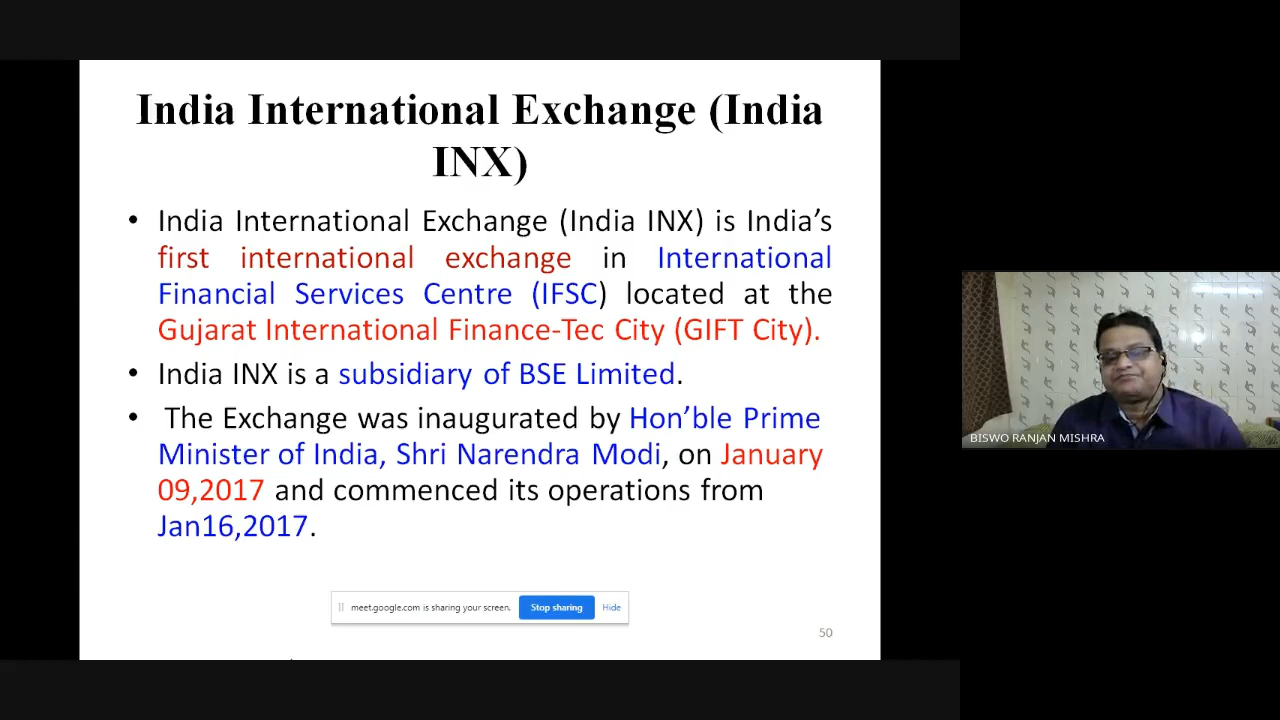 India International Exchange (India
INX)
• India International Exchange (India INX) is India’s
first international exchange in International
Financial Services Centre (IFSC) located at the
Gujarat International Finance-Tec City (GIFT City).
• India INX is a subsidiary of BSE Limited.
• The Exchange was inaugurated by Hon’ble Prime
Minister of India, Shri Narendra Modi, on January
09,2017 and commenced its operations from
Jan16,2017.
meet.google.com is sharing your screen. Stop sharing Hide
50
BISWO RANJAN MISHRA